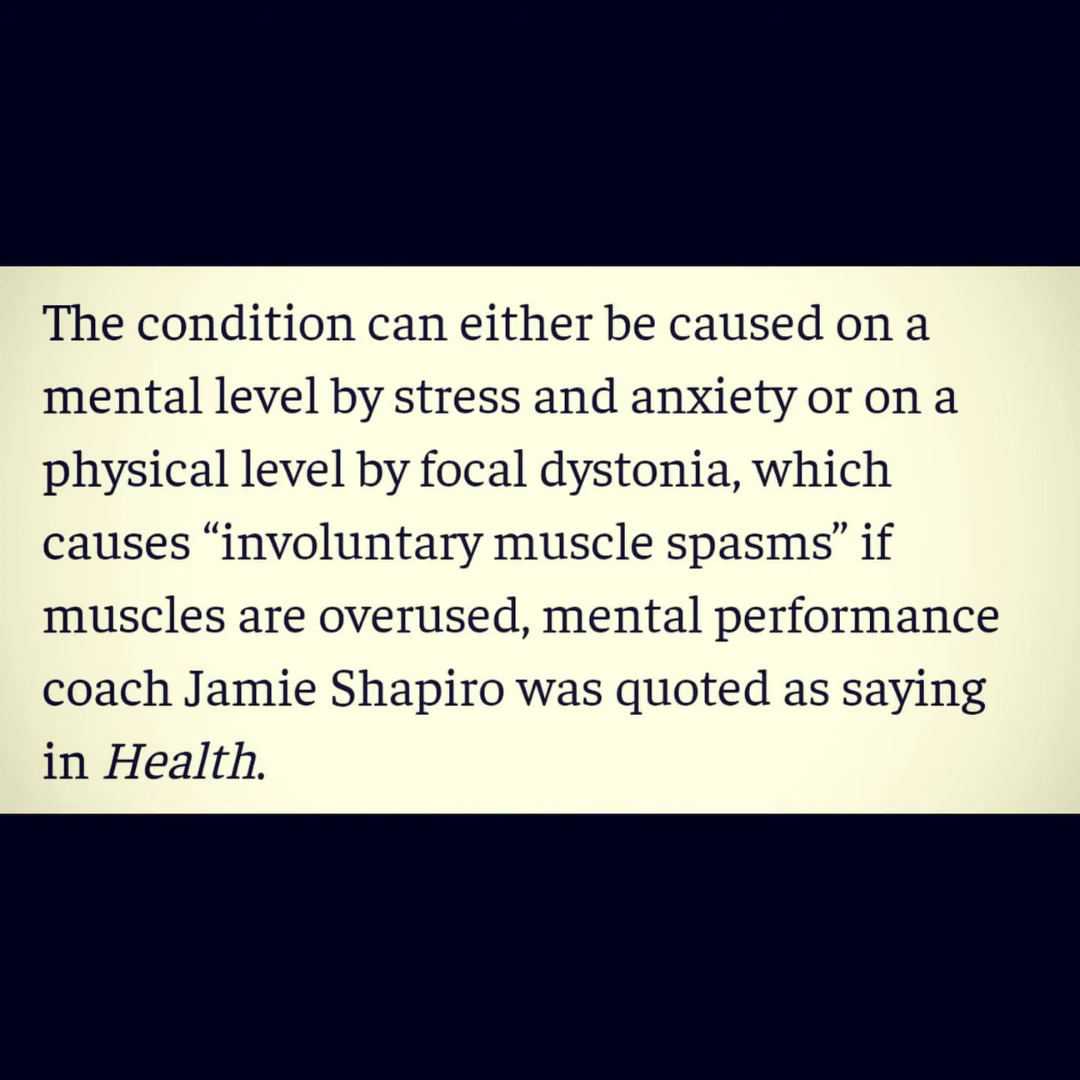 The condition can either be caused on a
mental level by stress and anxiety or on a
physical level by focal dystonia, which
causes “involuntary muscle spasms” if
muscles are overused, mental performance
coach Jamie Shapiro was quoted as saying
in Health.